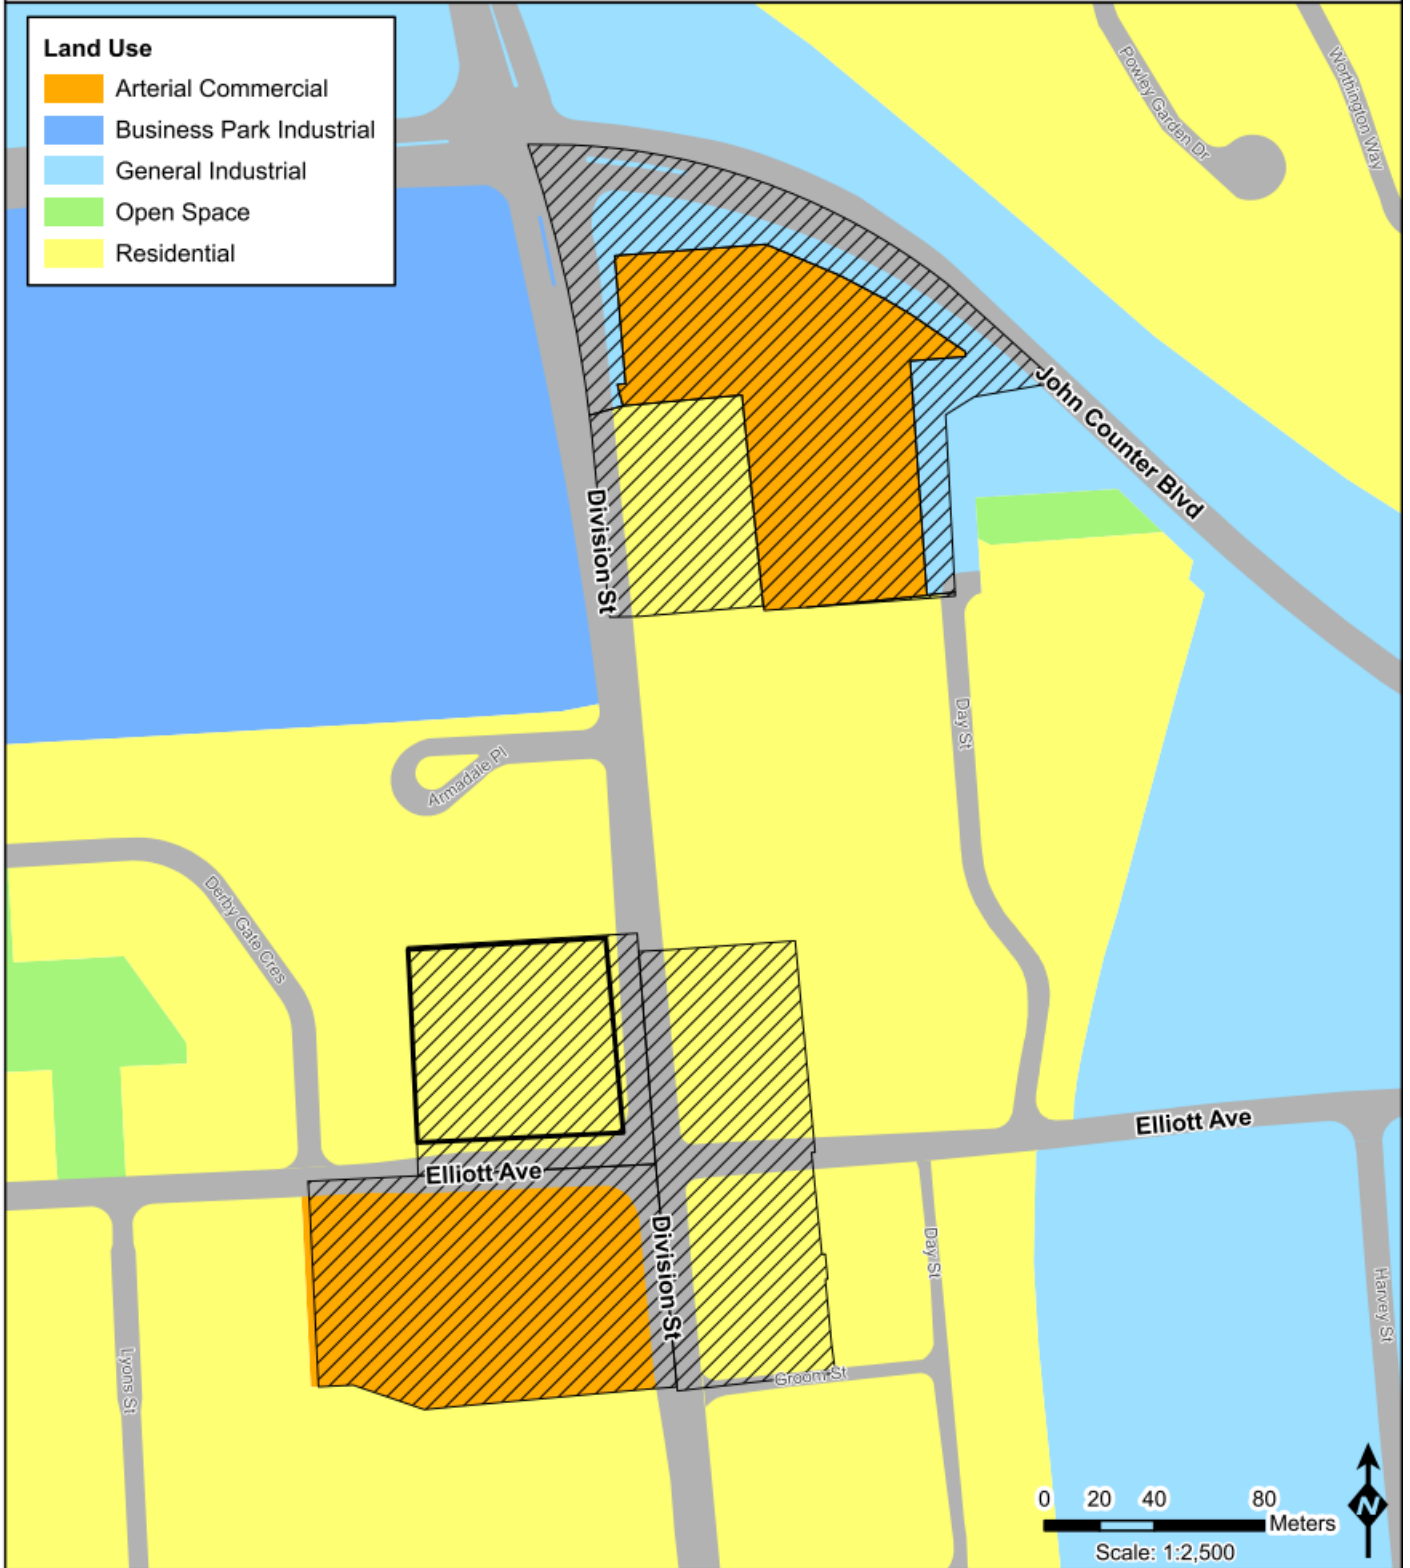 Land Use
Arterial Commercial
Business Park Industrial
General Industrial
Open Space
Residential
Powley Garden Dr
Worthington Way
John Counter Blvd
Division St
Day St
Armadale Pl
Derby Gate Cres
Elliott Ave
Elliott Ave
Division St
Day St
Harvey St
Lyons St
Groom St
0 20 40 80
Meters
Scale: 1:2,500
N